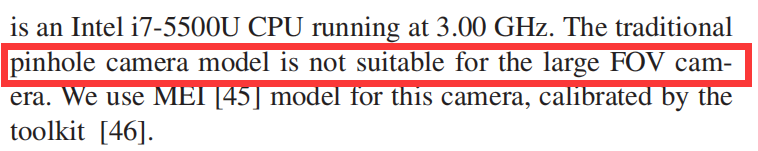 is an Intel i7-5500U CPU running at 3.00 GHz. The traditional
pinhole camera model is not suitable for the large FOV cam-
era. We use MEI [45] model for this camera, calibrated by the
toolkit [46].